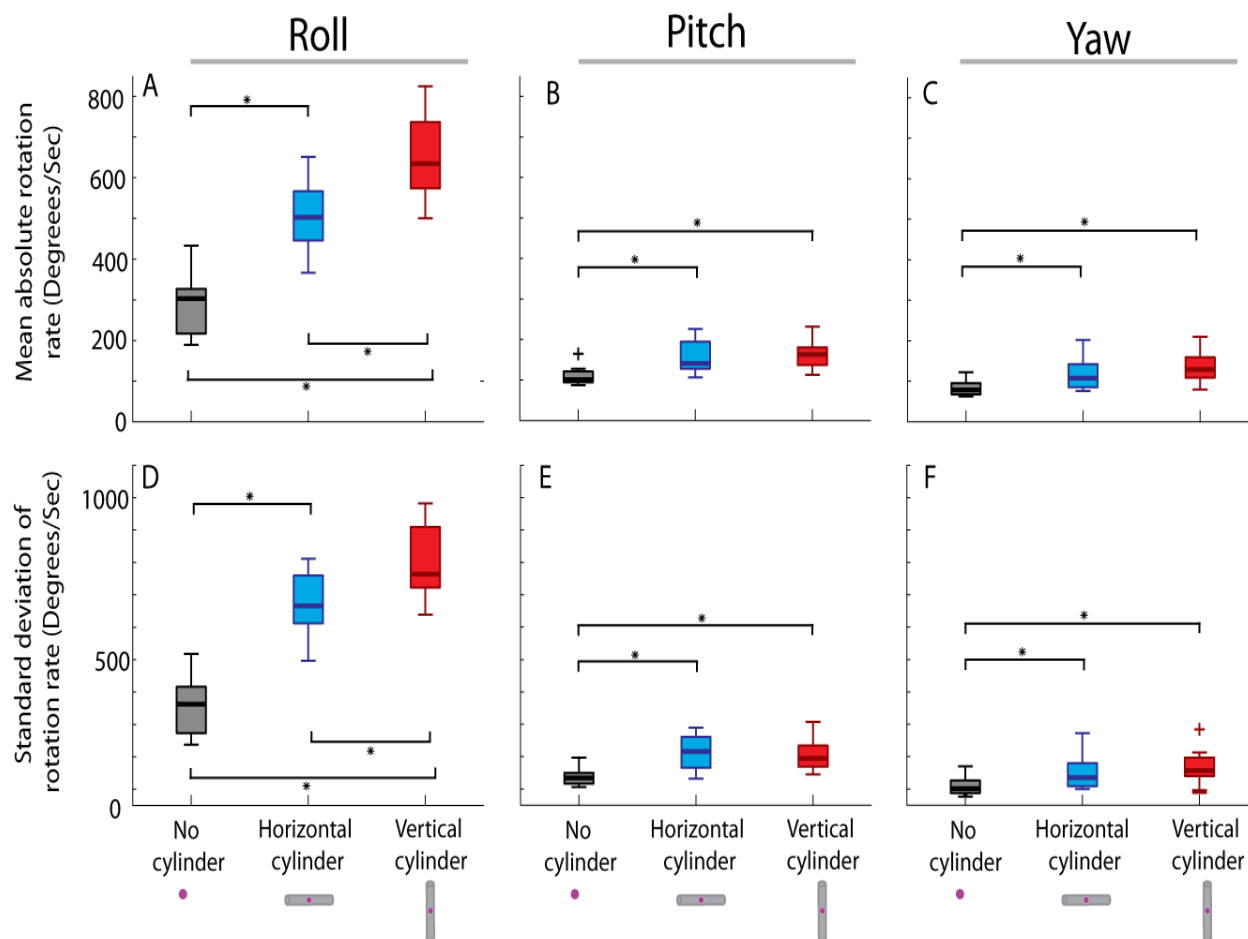 Roll
Pitch
Yaw
Mean absolute rotation
rate (Degreees/Sec)
A
B
C
800
600
400
200
0
*
*
*
*
*
*
*
Standard deviation of
rotation rate (Degrees/Sec)
D
E
F
1000
500
0
*
*
*
*
*
*
*
No
cylinder
Horizontal
cylinder
Vertical
cylinder
No
cylinder
Horizontal
cylinder
Vertical
cylinder
No
cylinder
Horizontal
cylinder
Vertical
cylinder